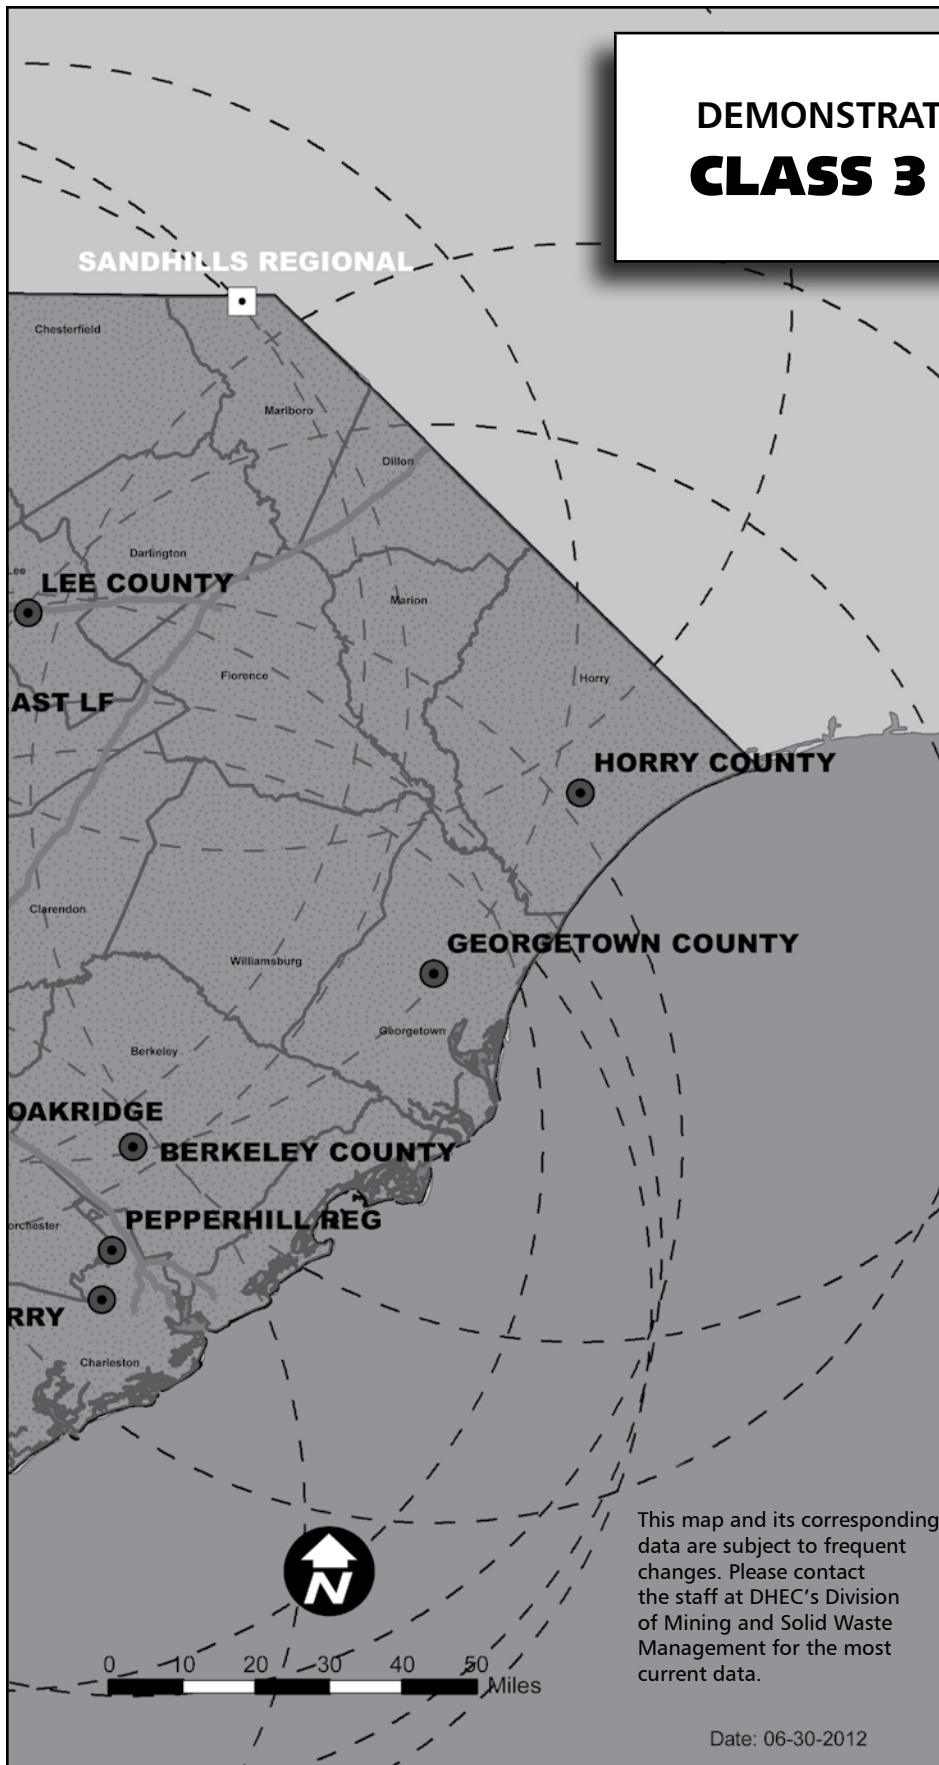 DEMONSTRAT
CLASS 3
SANDHILLS REGIONAL
Chesterfield
Marlboro
Dillon
Darlington
Lee
LEE COUNTY
Marion
Florence
Horry
AST LF
HORRY COUNTY
Clarendon
GEORGETOWN COUNTY
Williamsburg
Georgetown
Berkeley
OAKRIDGE
BERKELEY COUNTY
PEPPERHILL REG
orchester
RRY
Charleston
N
This map and its corresponding
data are subject to frequent
changes. Please contact
the staff at DHEC’s Division
of Mining and Solid Waste
Management for the most
current data.
0 10 20 30 40 50
Miles
Date: 06-30-2012